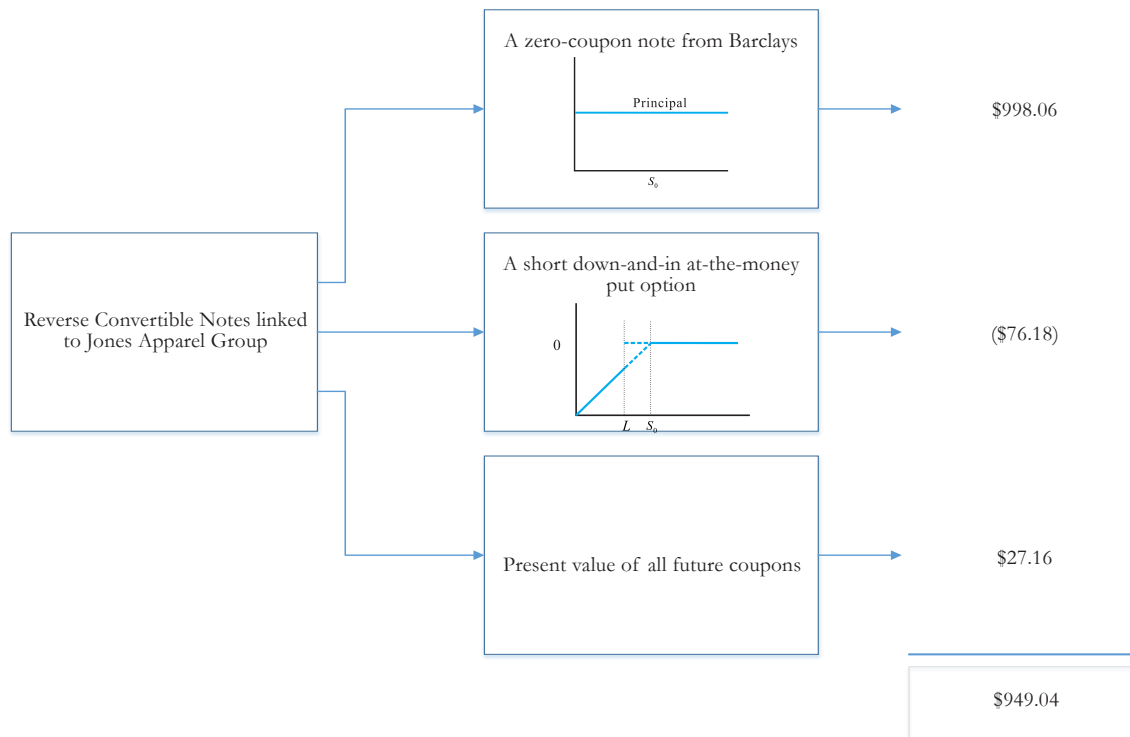 A zero-coupon note from Barclays
Principal
S₀
$998.06
Reverse Convertible Notes linked
to Jones Apparel Group
A short down-and-in at-the-money
put option
0
L S₀
($76.18)
Present value of all future coupons
$27.16
$949.04